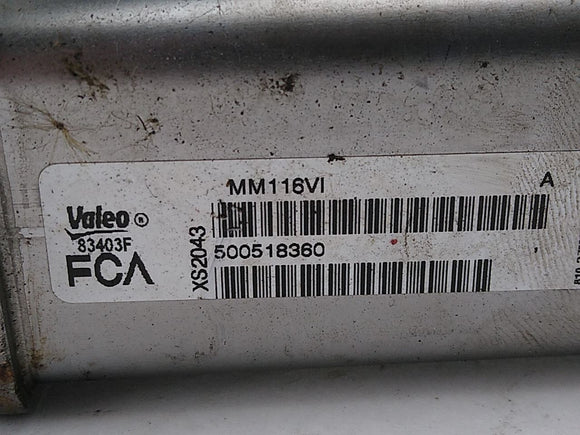 MM116VI A
Valeo ®
83403F
FCA
XS2043
500518360